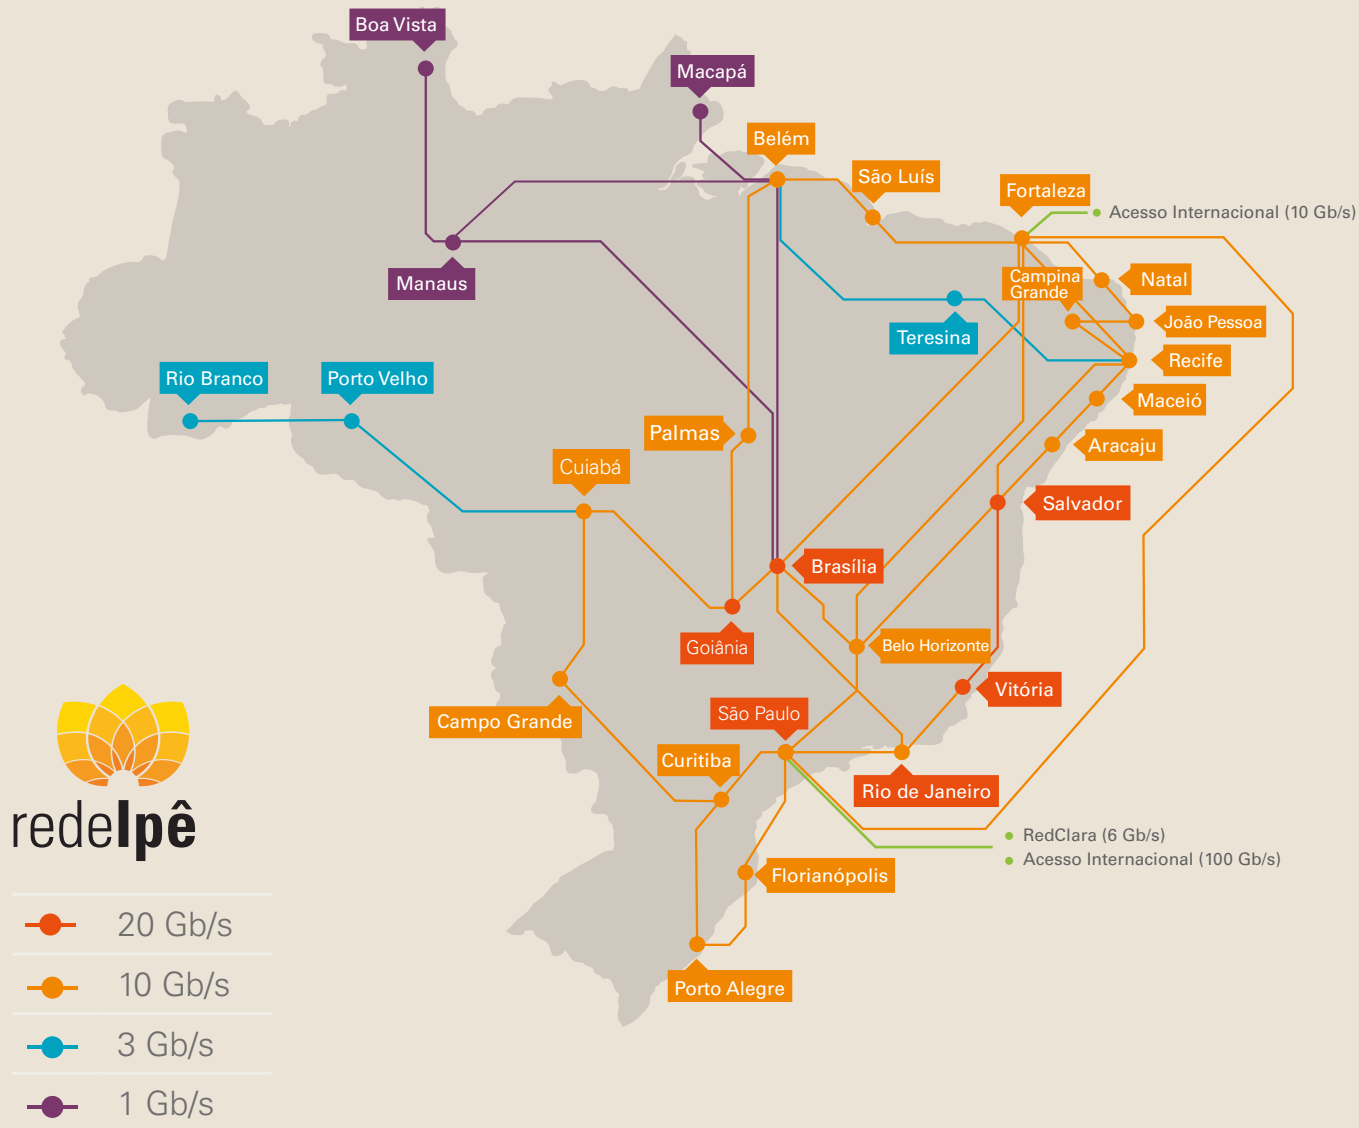 Boa Vista
Macapá
Belém
São Luís
Fortaleza
Acesso Internacional (10 Gb/s)
Manaus
Campina
Grande
Natal
João Pessoa
Teresina
Recife
Rio Branco
Porto Velho
Maceió
Palmas
Aracaju
Cuiabá
Salvador
Brasília
Goiânia
Belo Horizonte
Vitória
Campo Grande
São Paulo
Curitiba
Rio de Janeiro
redeIpê
RedClara (6 Gb/s)
Acesso Internacional (100 Gb/s)
Florianópolis
Porto Alegre
20 Gb/s
10 Gb/s
3 Gb/s
1 Gb/s